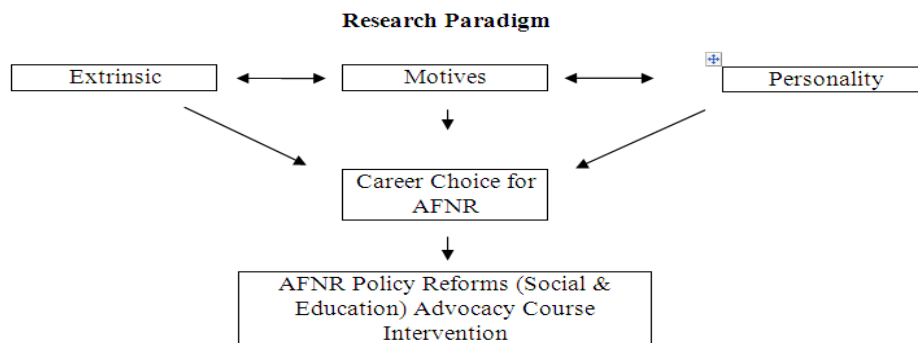 Research Paradigm
Extrinsic
Motives
Personality
Career Choice for
AFNR
AFNR Policy Reforms (Social &
Education) Advocacy Course
Intervention